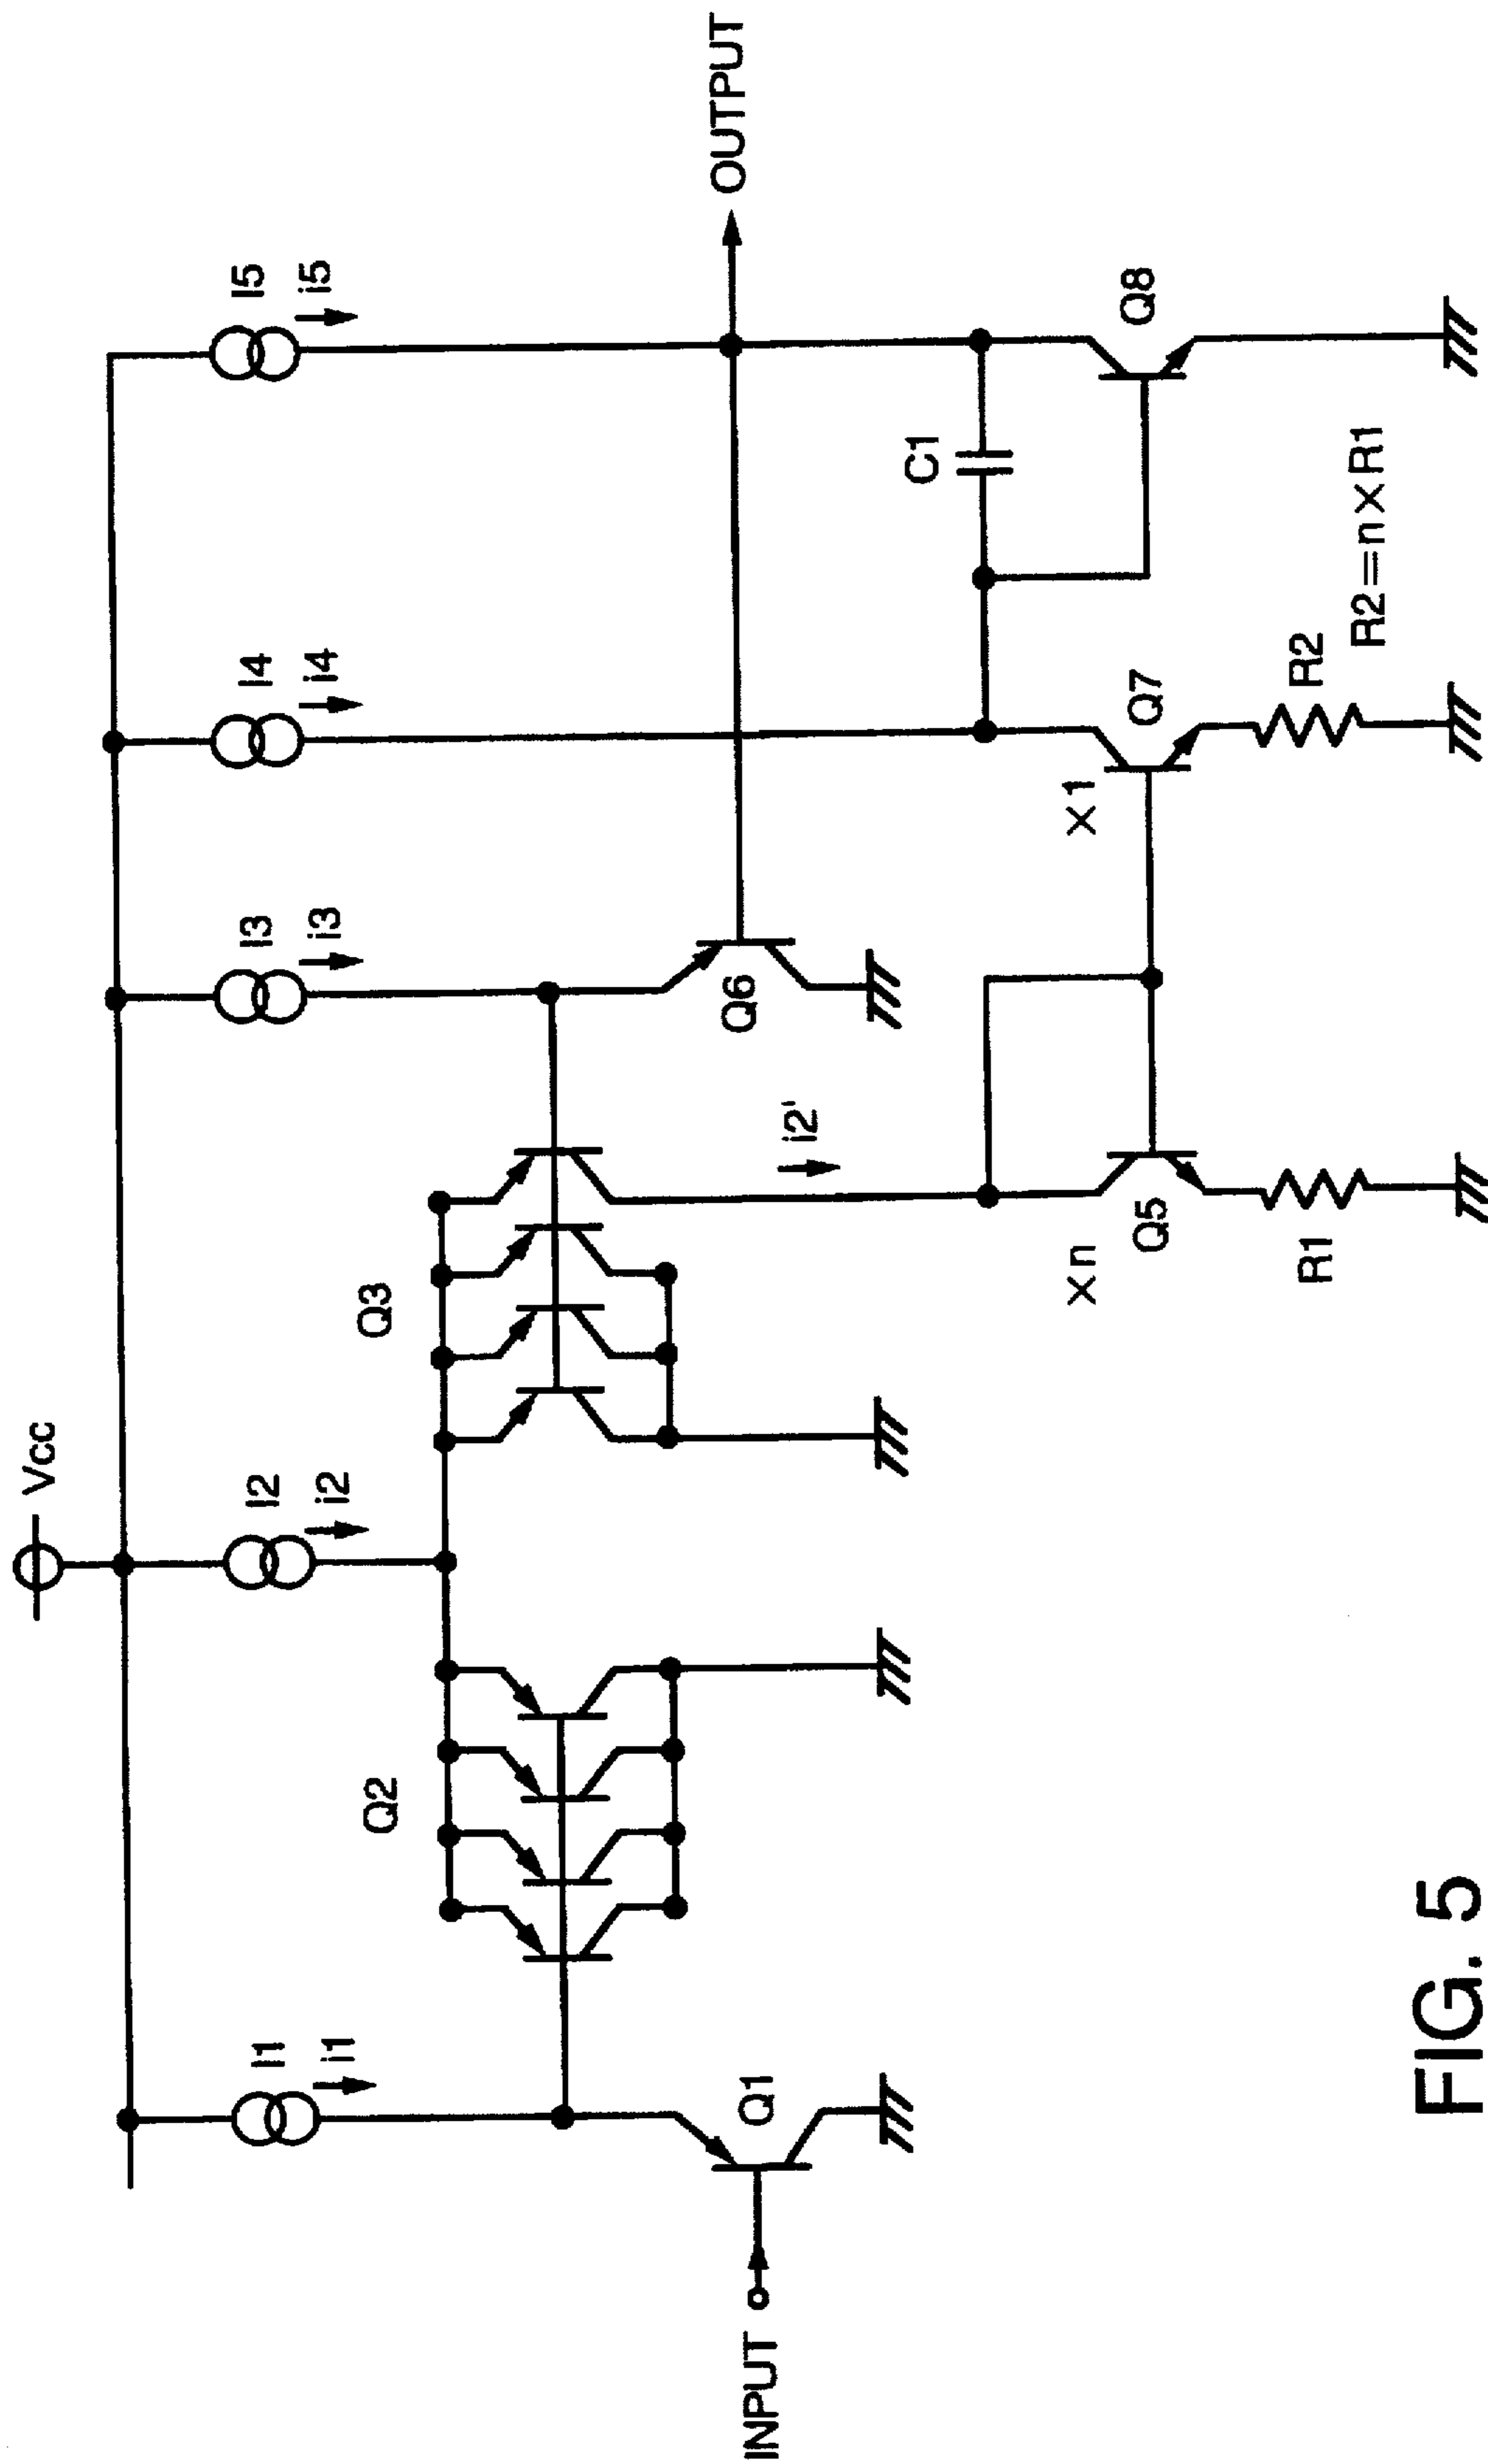 Vcc
I1
i1
I2
i2
I3
i3
I4
i4
I5
i5
Q2
Q3
INPUT
Q1
Q6
OUTPUT
i2'
C1
×n
Q5
×1
Q7
Q8
R1
R2
R2=n×R1
FIG. 5